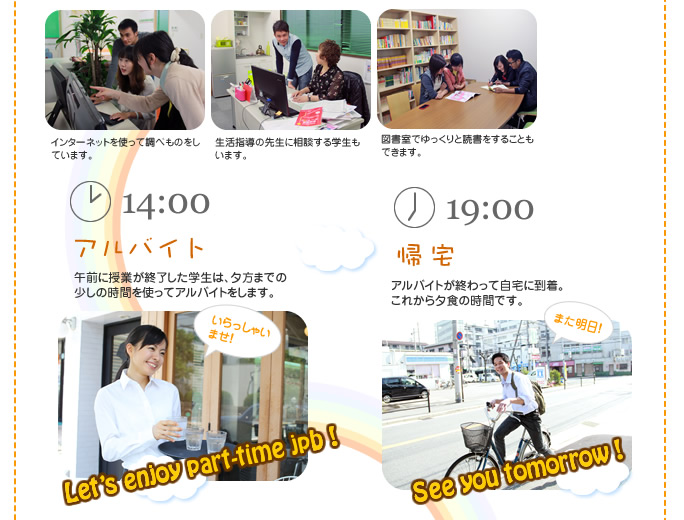 インターネットを使って調べものをし
ています。
生活指導の先生に相談する学生も
います。
図書室でゆっくりと読書をすることも
できます。
14:00
アルバイト
午前に授業が終了した学生は、夕方までの
少しの時間を使ってアルバイトをします。
いらっしゃい
ませ!
Let's enjoy part-time jpb !
19:00
帰宅
アルバイトが終わって自宅に到着。
これから夕食の時間です。
また明日!
See you tomorrow !